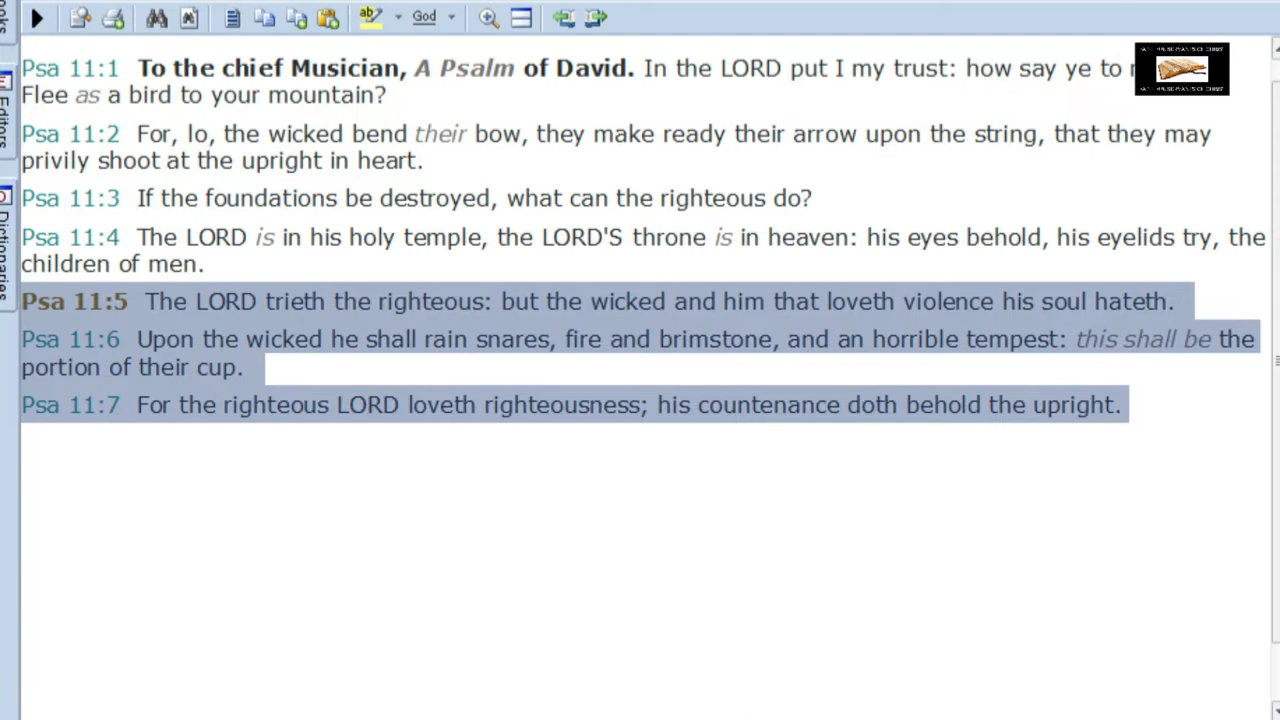 God
Psa 11:1 To the chief Musician, A Psalm of David. In the LORD put I my trust: how say ye to
Flee as a bird to your mountain?
Psa 11:2 For, lo, the wicked bend their bow, they make ready their arrow upon the string, that they may
privily shoot at the upright in heart.
Psa 11:3 If the foundations be destroyed, what can the righteous do?
Psa 11:4 The LORD is in his holy temple, the LORD'S throne is in heaven: his eyes behold, his eyelids try, the
children of men.
Psa 11:5 The LORD trieth the righteous: but the wicked and him that loveth violence his soul hateth.
Psa 11:6 Upon the wicked he shall rain snares, fire and brimstone, and an horrible tempest: this shall be the
portion of their cup.
Psa 11:7 For the righteous LORD loveth righteousness; his countenance doth behold the upright.
Editors
Dictionaries